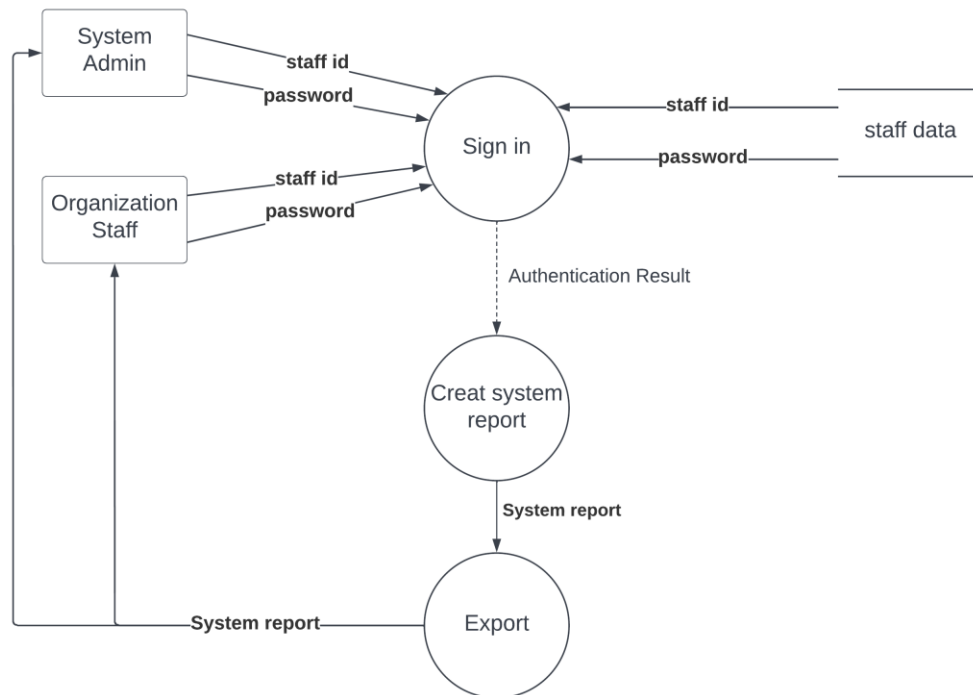 System
Admin
staff id
password
Sign in
staff id
staff data
password
staff id
password
Organization
Staff
Authentication Result
Creat system
report
System report
System report
Export